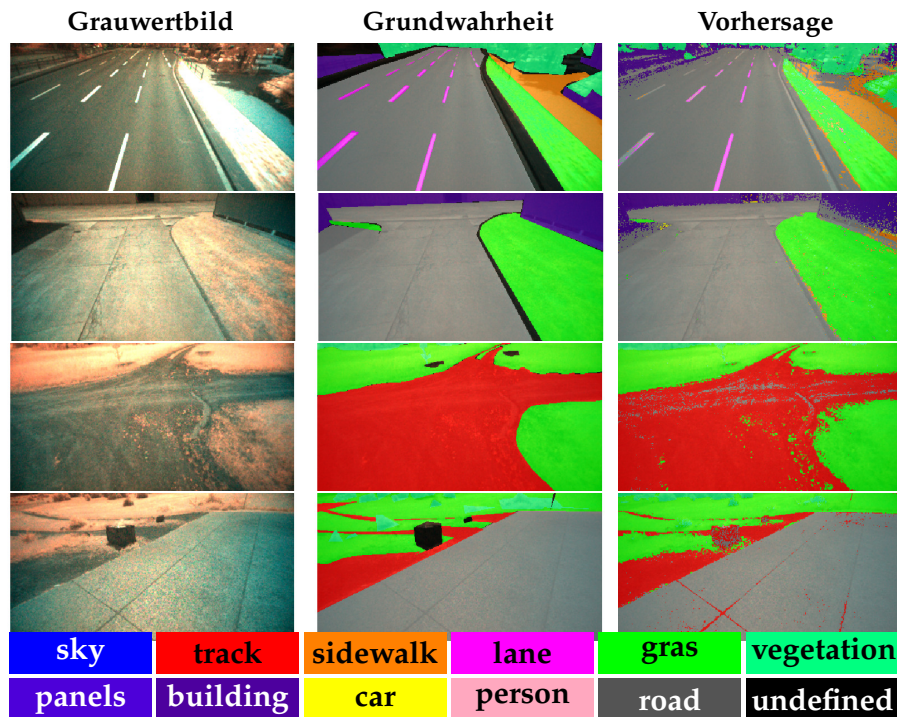 Grauwertbild Grundwahrheit Vorhersage
sky track sidewalk lane gras vegetation
panels building car person road undefined